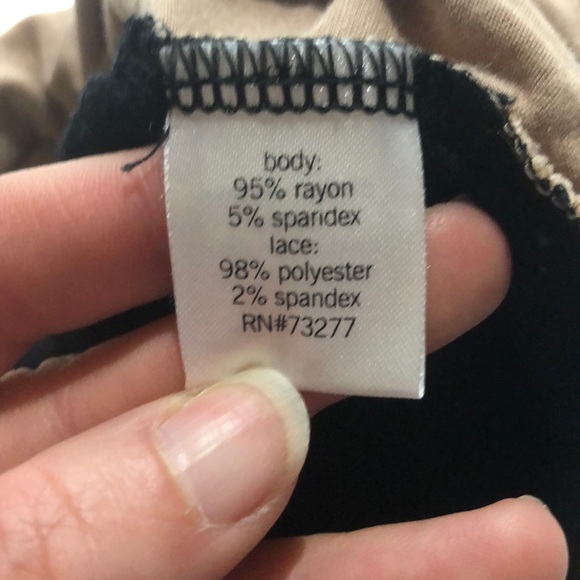 body:
95% rayon
5% spandex
lace:
98% polyester
2% spandex
RN#73277